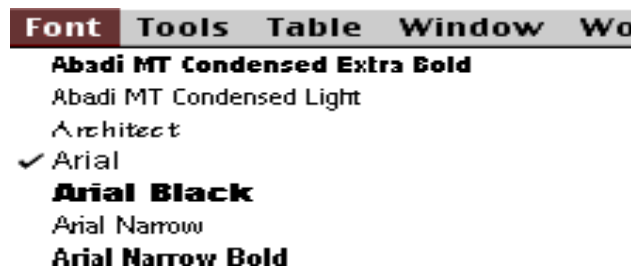 Font Tools Table Window Wo
Abadi MT Condensed Extra Bold
Abadi MT Condensed Light
Architect
✓ Arial
Arial Black
Arial Narrow
Arial Narrow Bold